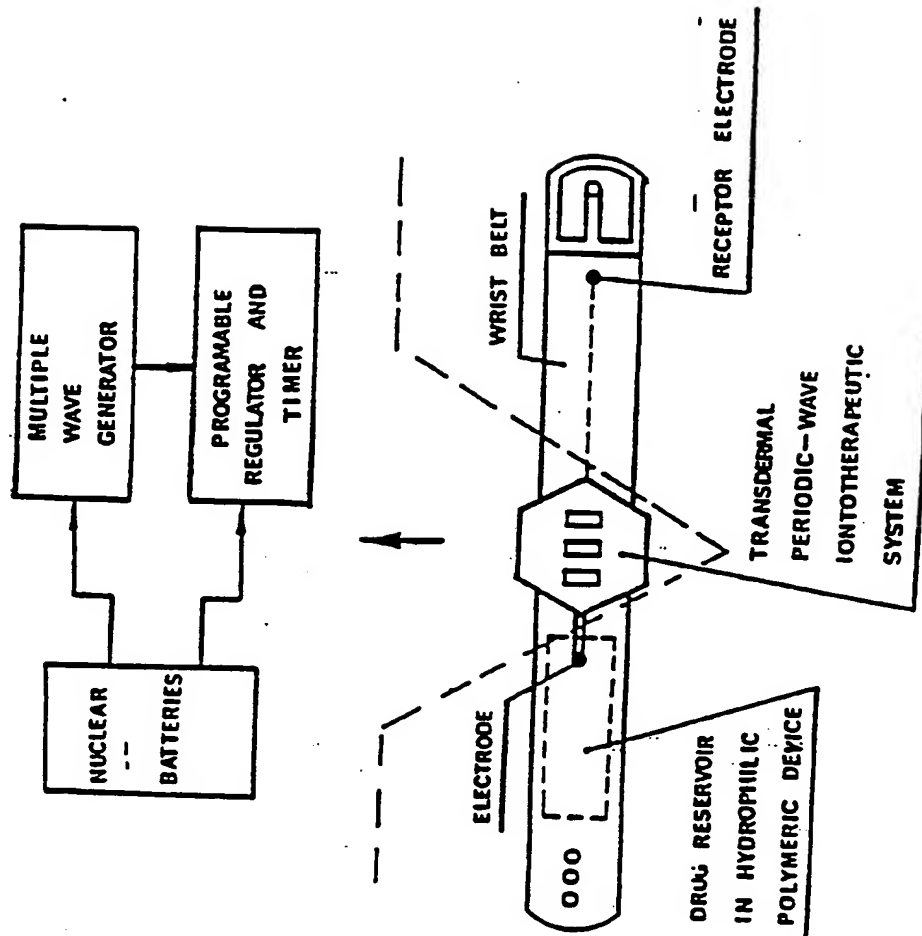 NUCLEAR
--
BATTERIES
MULTIPLE
WAVE
GENERATOR
PROGRAMABLE
REGULATOR AND
TIMER
ELECTRODE
WRIST BELT
DRUG RESERVOIR
IN HYDROPHILIC
POLYMERIC DEVICE
TRANSDERMAL
PERIODIC-WAVE
IONTOTHERAPEUTIC
SYSTEM
RECEPTOR ELECTRODE